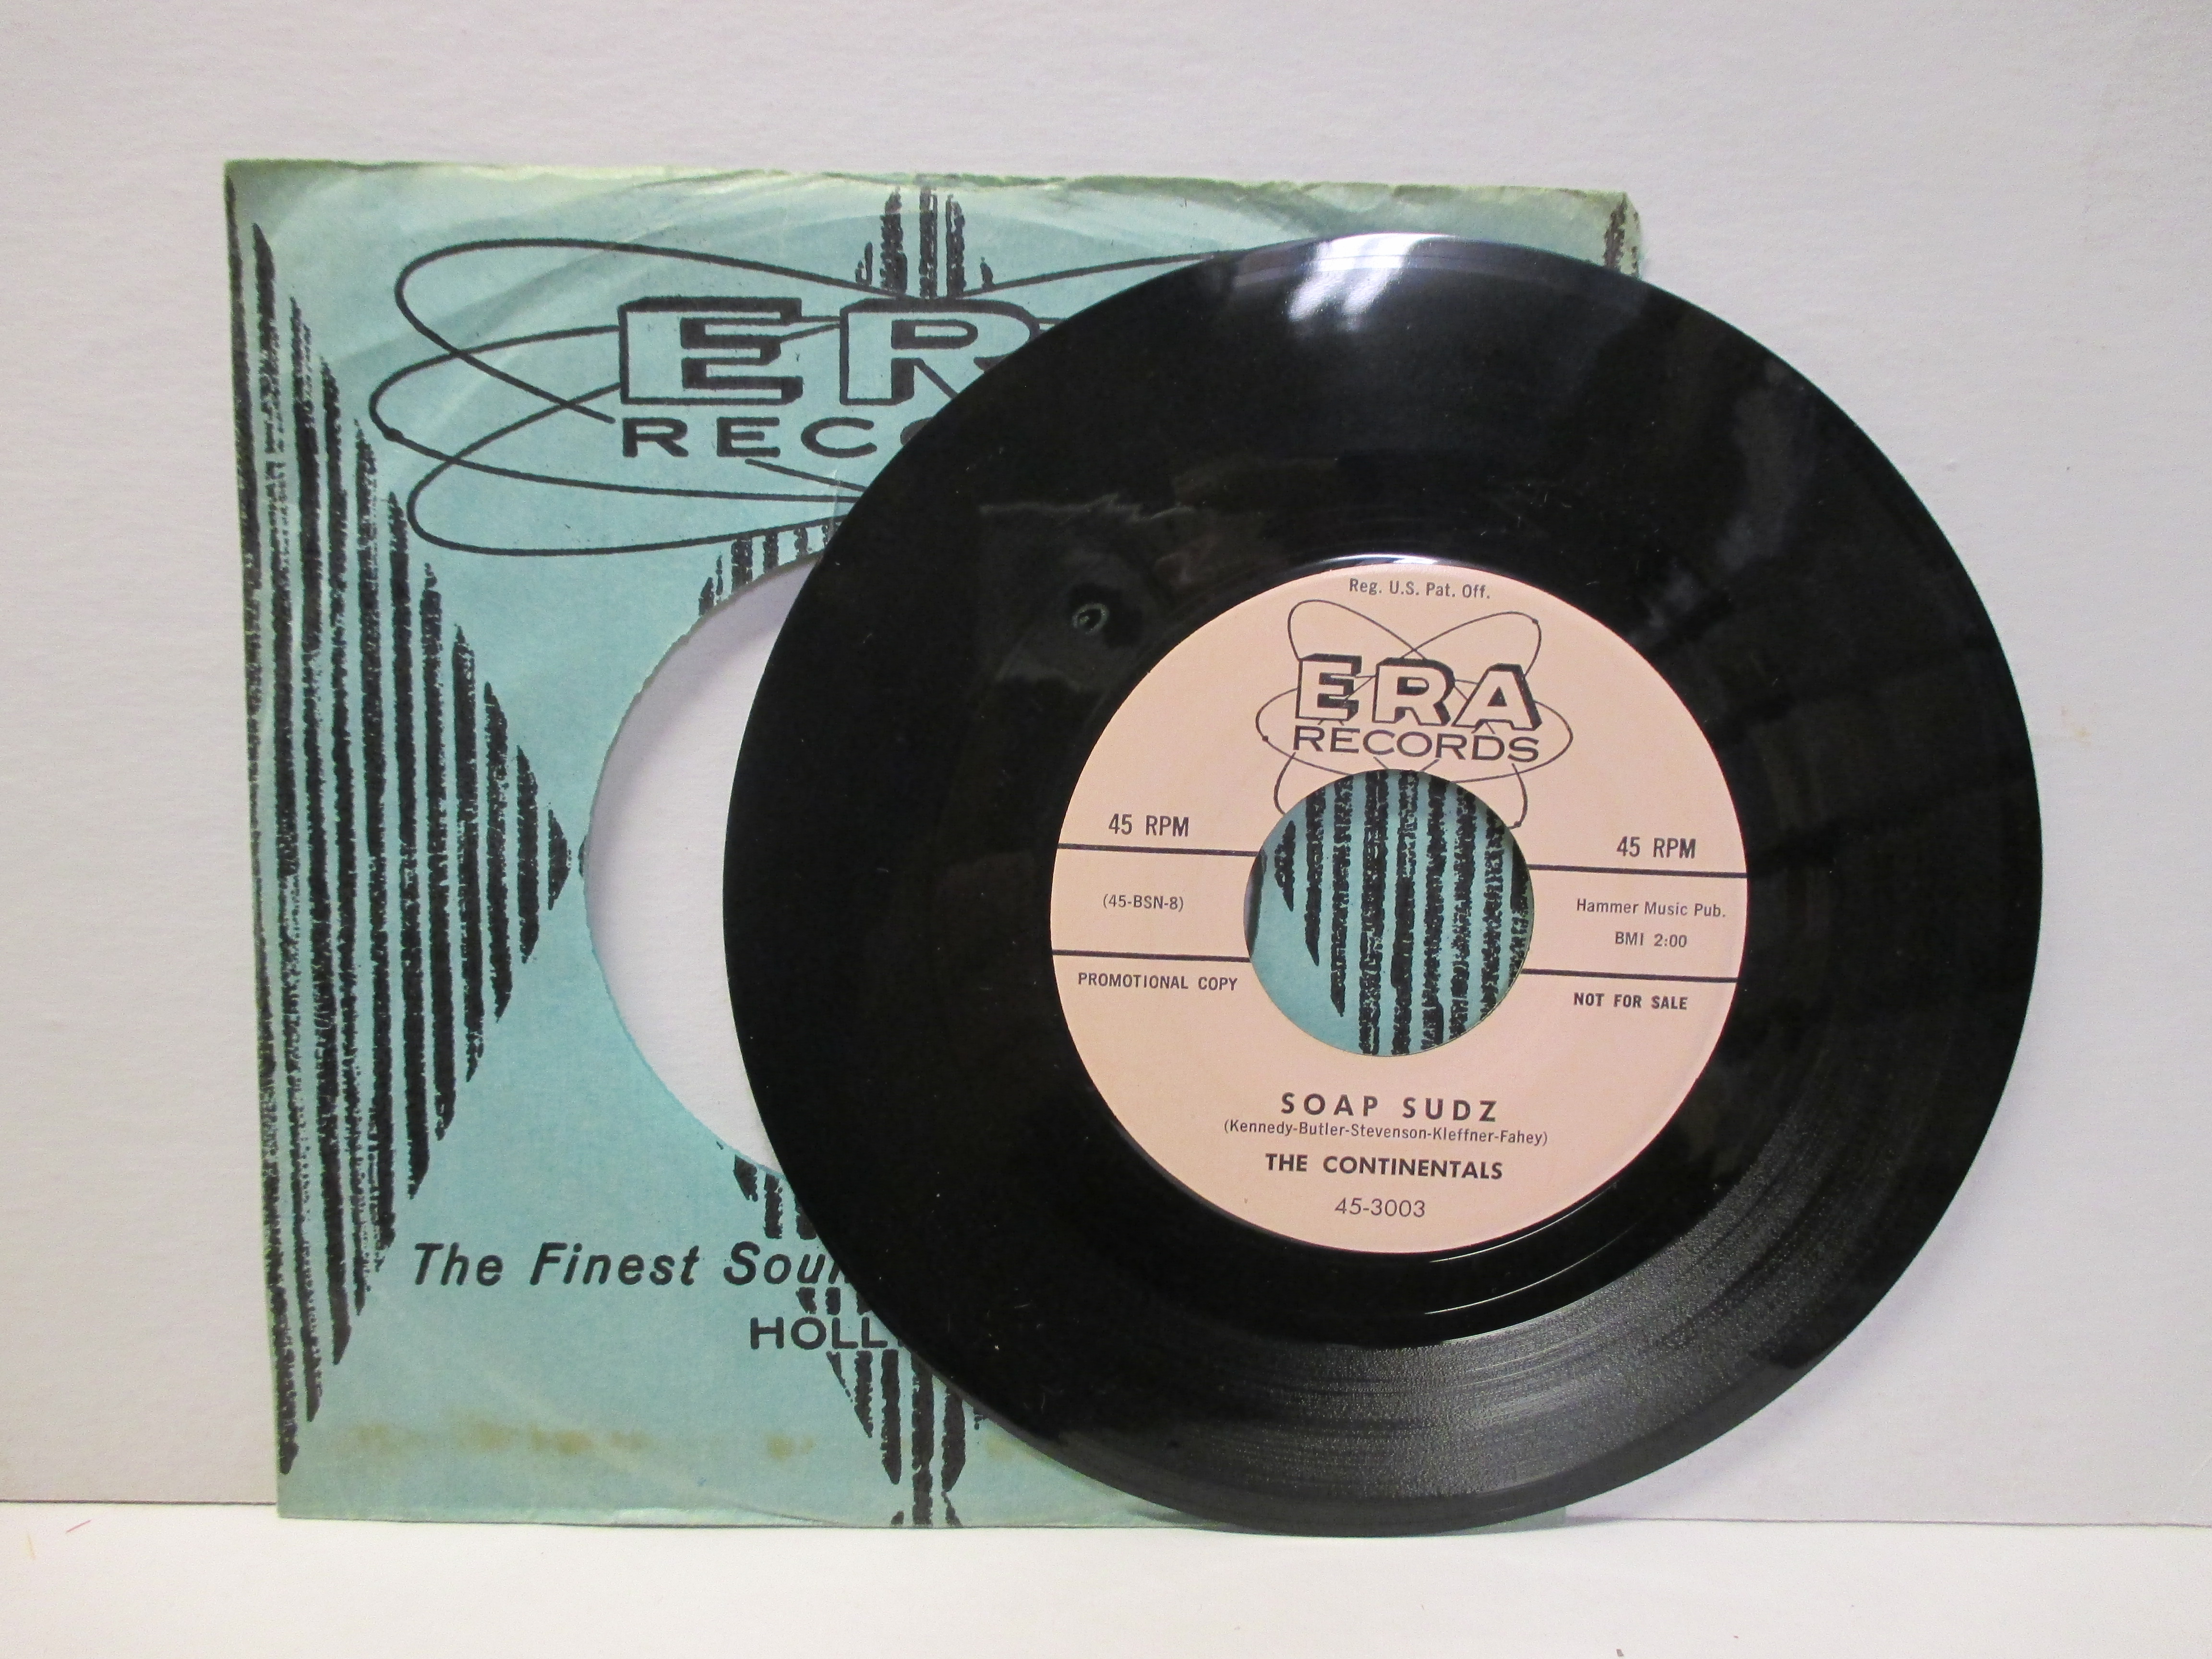 ER
REC
The Finest Soun
HOLLY
Reg. U.S. Pat. Off.
ERA
RECORDS
45 RPM
45 RPM
(45-BSN-8)
Hammer Music Pub.
BMI 2:00
PROMOTIONAL COPY
NOT FOR SALE
SOAP SUDZ
(Kennedy-Butler-Stevenson-Kleffner-Fahey)
THE CONTINENTALS
45-3003